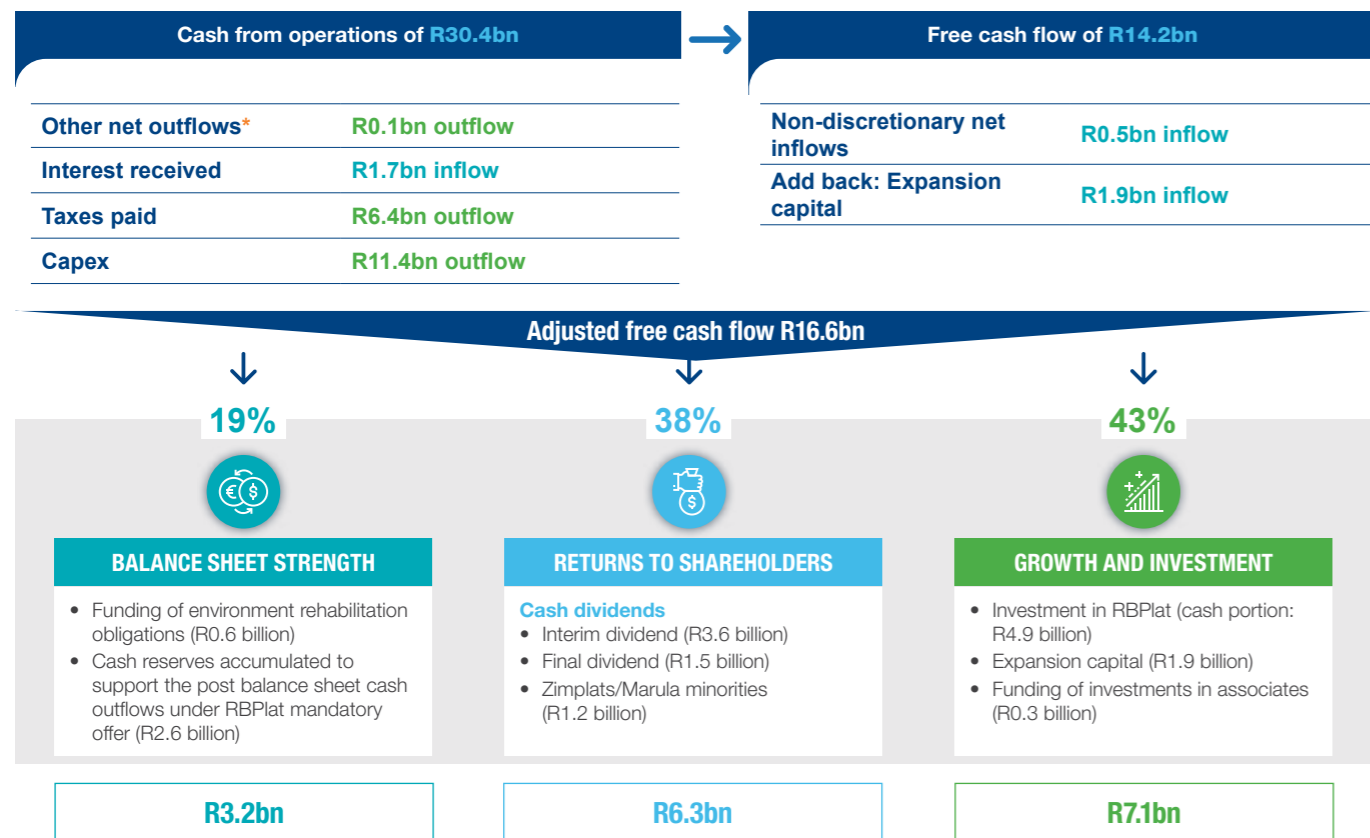 Cash from operations of R30.4bn
Free cash flow of R14.2bn
Other net outflows* R0.1bn outflow
Interest received R1.7bn inflow
Taxes paid R6.4bn outflow
Capex R11.4bn outflow
Non-discretionary net
inflows R0.5bn inflow
Add back: Expansion
capital R1.9bn inflow
Adjusted free cash flow R16.6bn
19%
€ $
BALANCE SHEET STRENGTH
• Funding of environment rehabilitation
obligations (R0.6 billion)
• Cash reserves accumulated to
support the post balance sheet cash
outflows under RBPlat mandatory
offer (R2.6 billion)
R3.2bn
38%
$
RETURNS TO SHAREHOLDERS
Cash dividends
• Interim dividend (R3.6 billion)
• Final dividend (R1.5 billion)
• Zimplats/Marula minorities
(R1.2 billion)
R6.3bn
43%
GROWTH AND INVESTMENT
• Investment in RBPlat (cash portion:
R4.9 billion)
• Expansion capital (R1.9 billion)
• Funding of investments in associates
(R0.3 billion)
R7.1bn